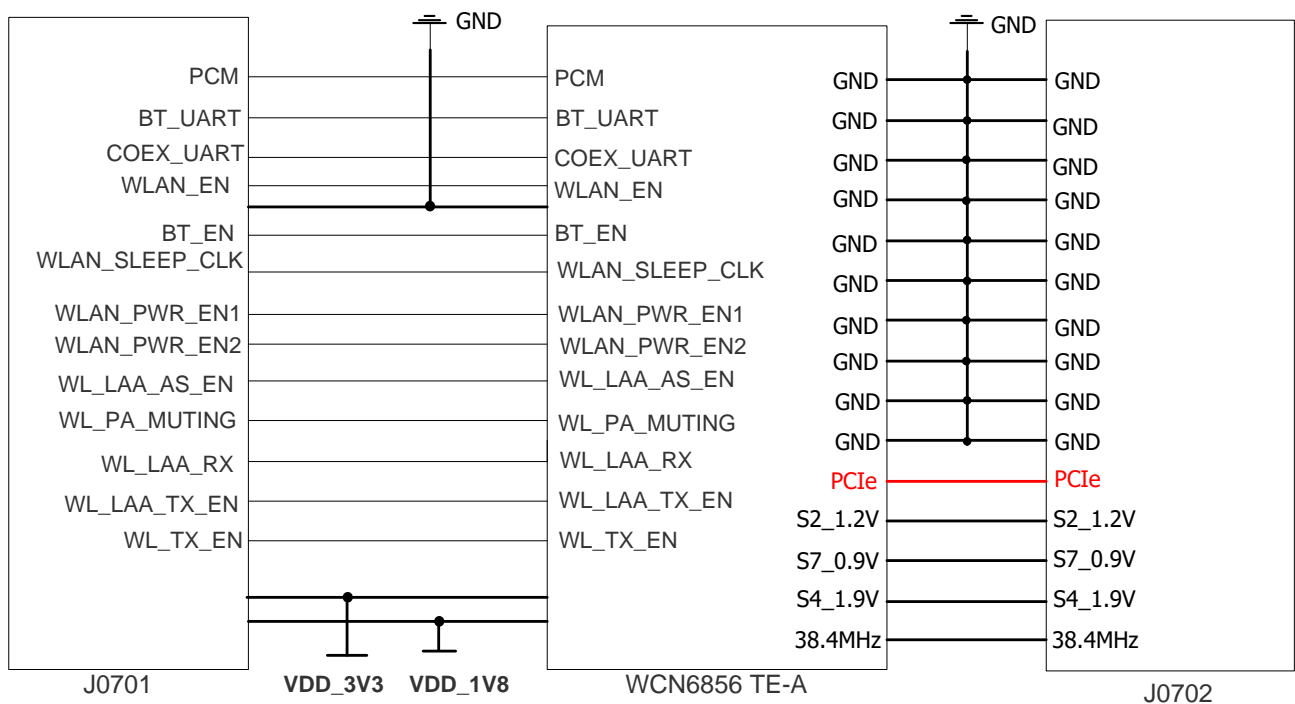 GND
GND
PCM
PCM
GND
GND
BT_UART
BT_UART
GND
GND
COEX_UART
COEX_UART
GND
GND
WLAN_EN
WLAN_EN
GND
GND
BT_EN
BT_EN
GND
GND
WLAN_SLEEP_CLK
WLAN_SLEEP_CLK
GND
GND
WLAN_PWR_EN1
WLAN_PWR_EN1
GND
GND
WLAN_PWR_EN2
WLAN_PWR_EN2
GND
GND
WL_LAA_AS_EN
WL_LAA_AS_EN
GND
GND
WL_PA_MUTING
WL_PA_MUTING
GND
GND
WL_LAA_RX
WL_LAA_RX
PCIe
PCIe
WL_LAA_TX_EN
WL_LAA_TX_EN
S2_1.2V
S2_1.2V
WL_TX_EN
WL_TX_EN
S7_0.9V
S7_0.9V
S4_1.9V
S4_1.9V
38.4MHz
38.4MHz
J0701
VDD_3V3
VDD_1V8
WCN6856 TE-A
J0702